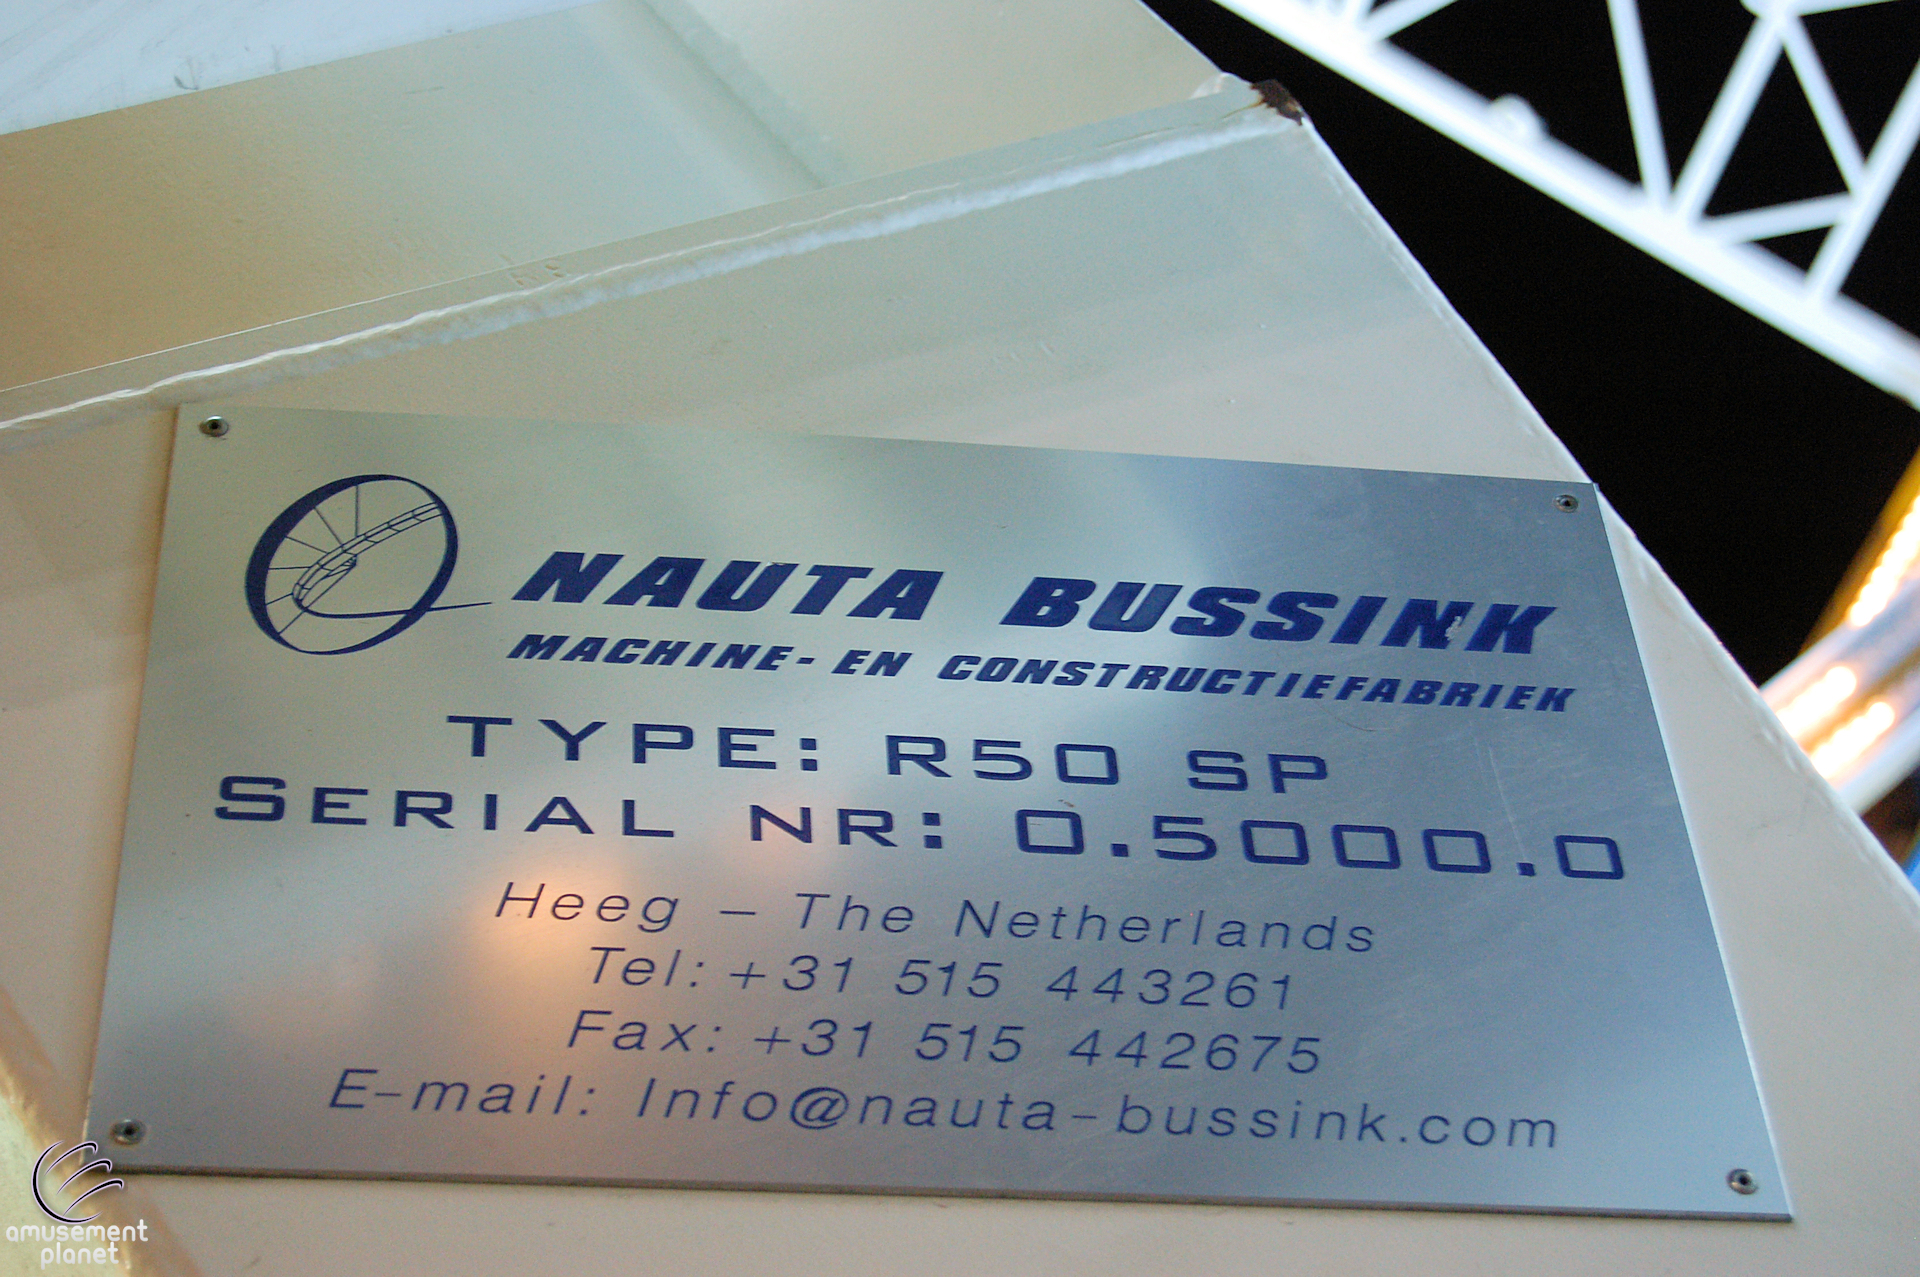 NAUTA BUSSINK
MACHINE- EN CONSTRUCTIEFABRIEK
TYPE: R50 SP
SERIAL NR: 0.5000.0
Heeg – The Netherlands
Tel: +31 515 443261
Fax: +31 515 442675
E-mail: Info@nauta-bussink.com
amusement
planet